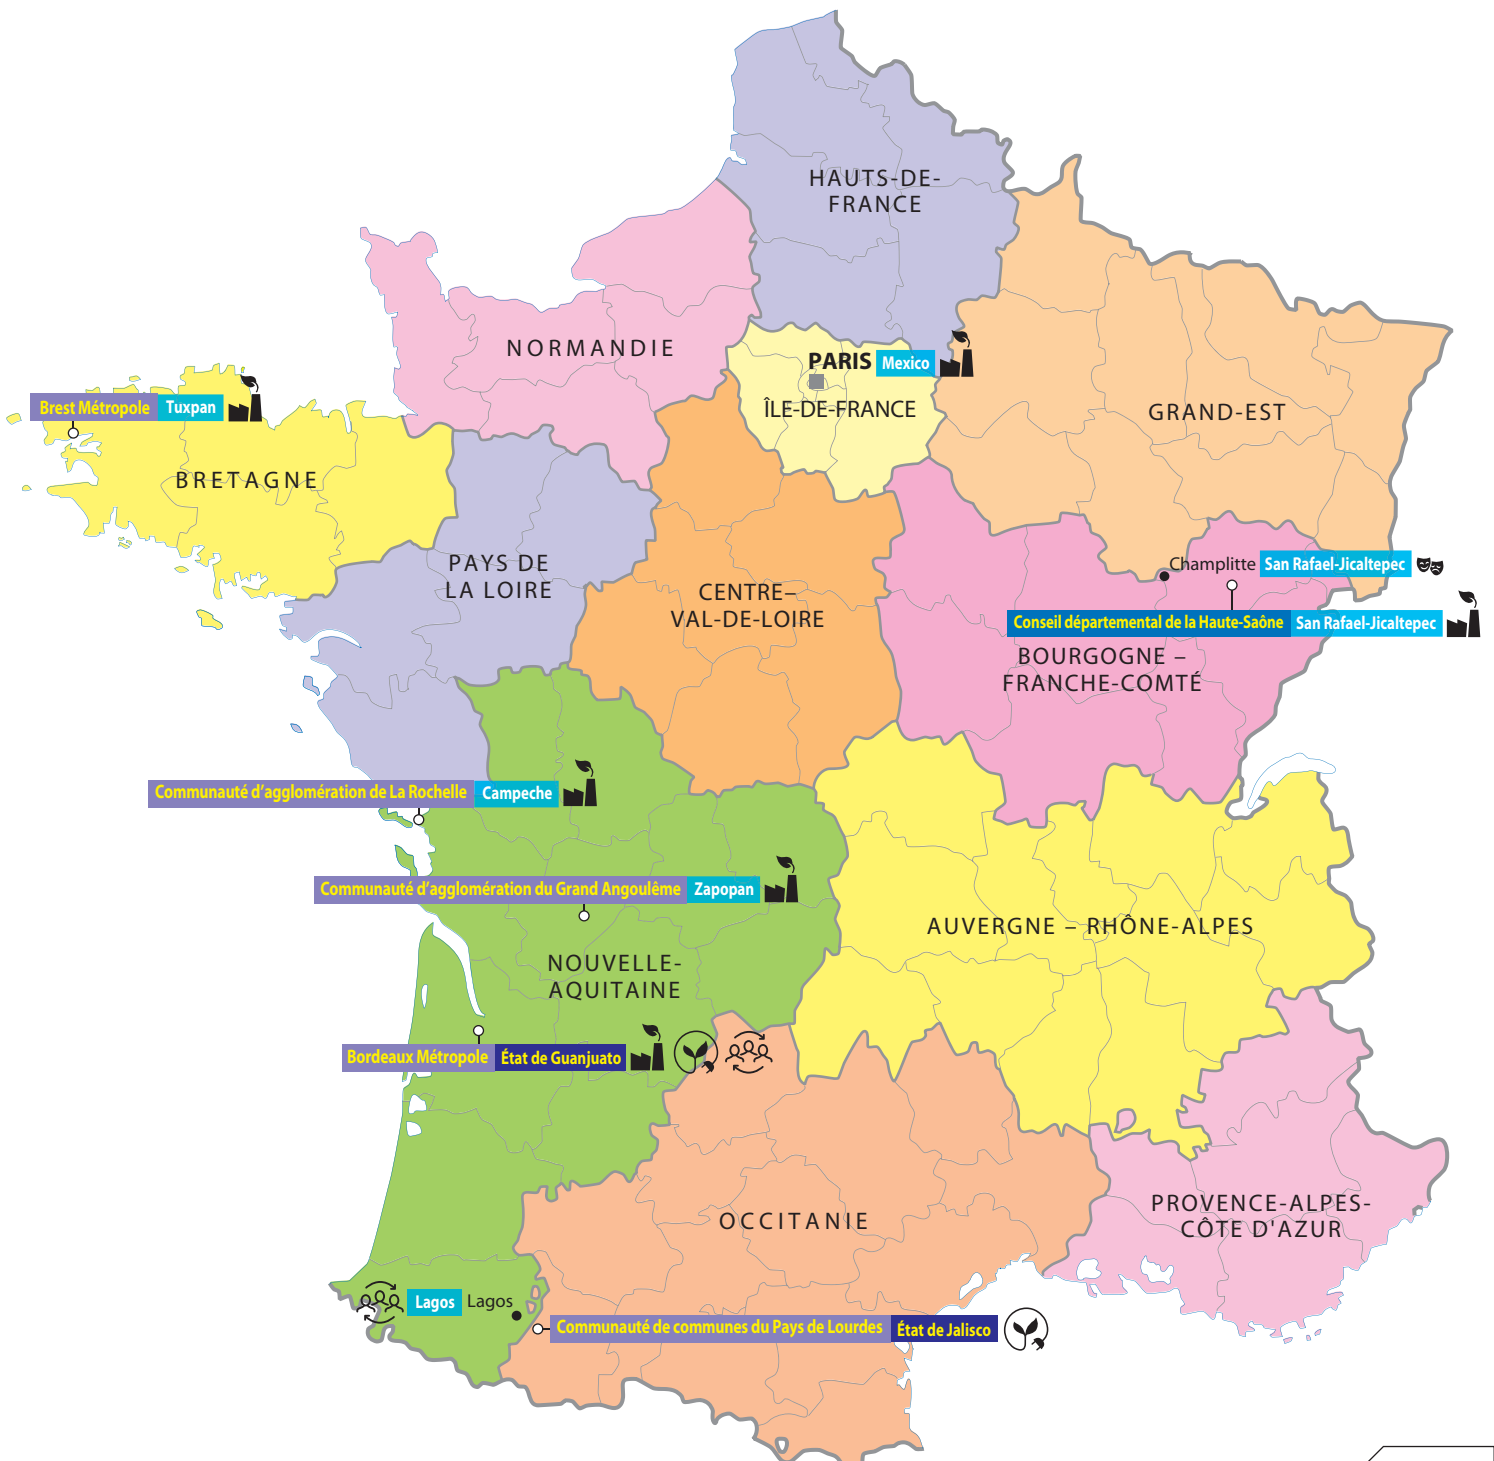 HAUTS-DE-
FRANCE
NORMANDIE
PARIS Mexico
ÎLE-DE-FRANCE
GRAND-EST
Brest Métropole Tuxpan
BRETAGNE
PAYS DE
LA LOIRE
CENTRE–
VAL-DE-LOIRE
Champlitte San Rafael-Jicaltepec
Conseil départemental de la Haute-Saône San Rafael-Jicaltepec
BOURGOGNE –
FRANCHE-COMTÉ
Communauté d'agglomération de La Rochelle Campeche
Communauté d'agglomération du Grand Angoulême Zapopan
AUVERGNE – RHÔNE-ALPES
NOUVELLE-
AQUITAINE
Bordeaux Métropole État de Guanjuato
PROVENCE-ALPES-
CÔTE D'AZUR
OCCITANIE
Lagos Lagos
Communauté de communes du Pays de Lourdes État de Jalisco